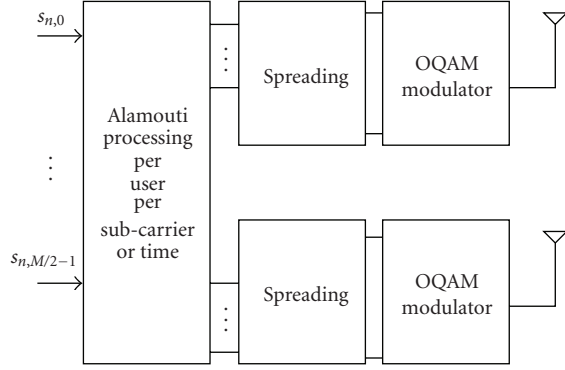 s_{n,0}
Alamouti
processing
per
user
per
sub-carrier
or time
s_{n,M/2−1}
Spreading
OQAM
modulator
Spreading
OQAM
modulator